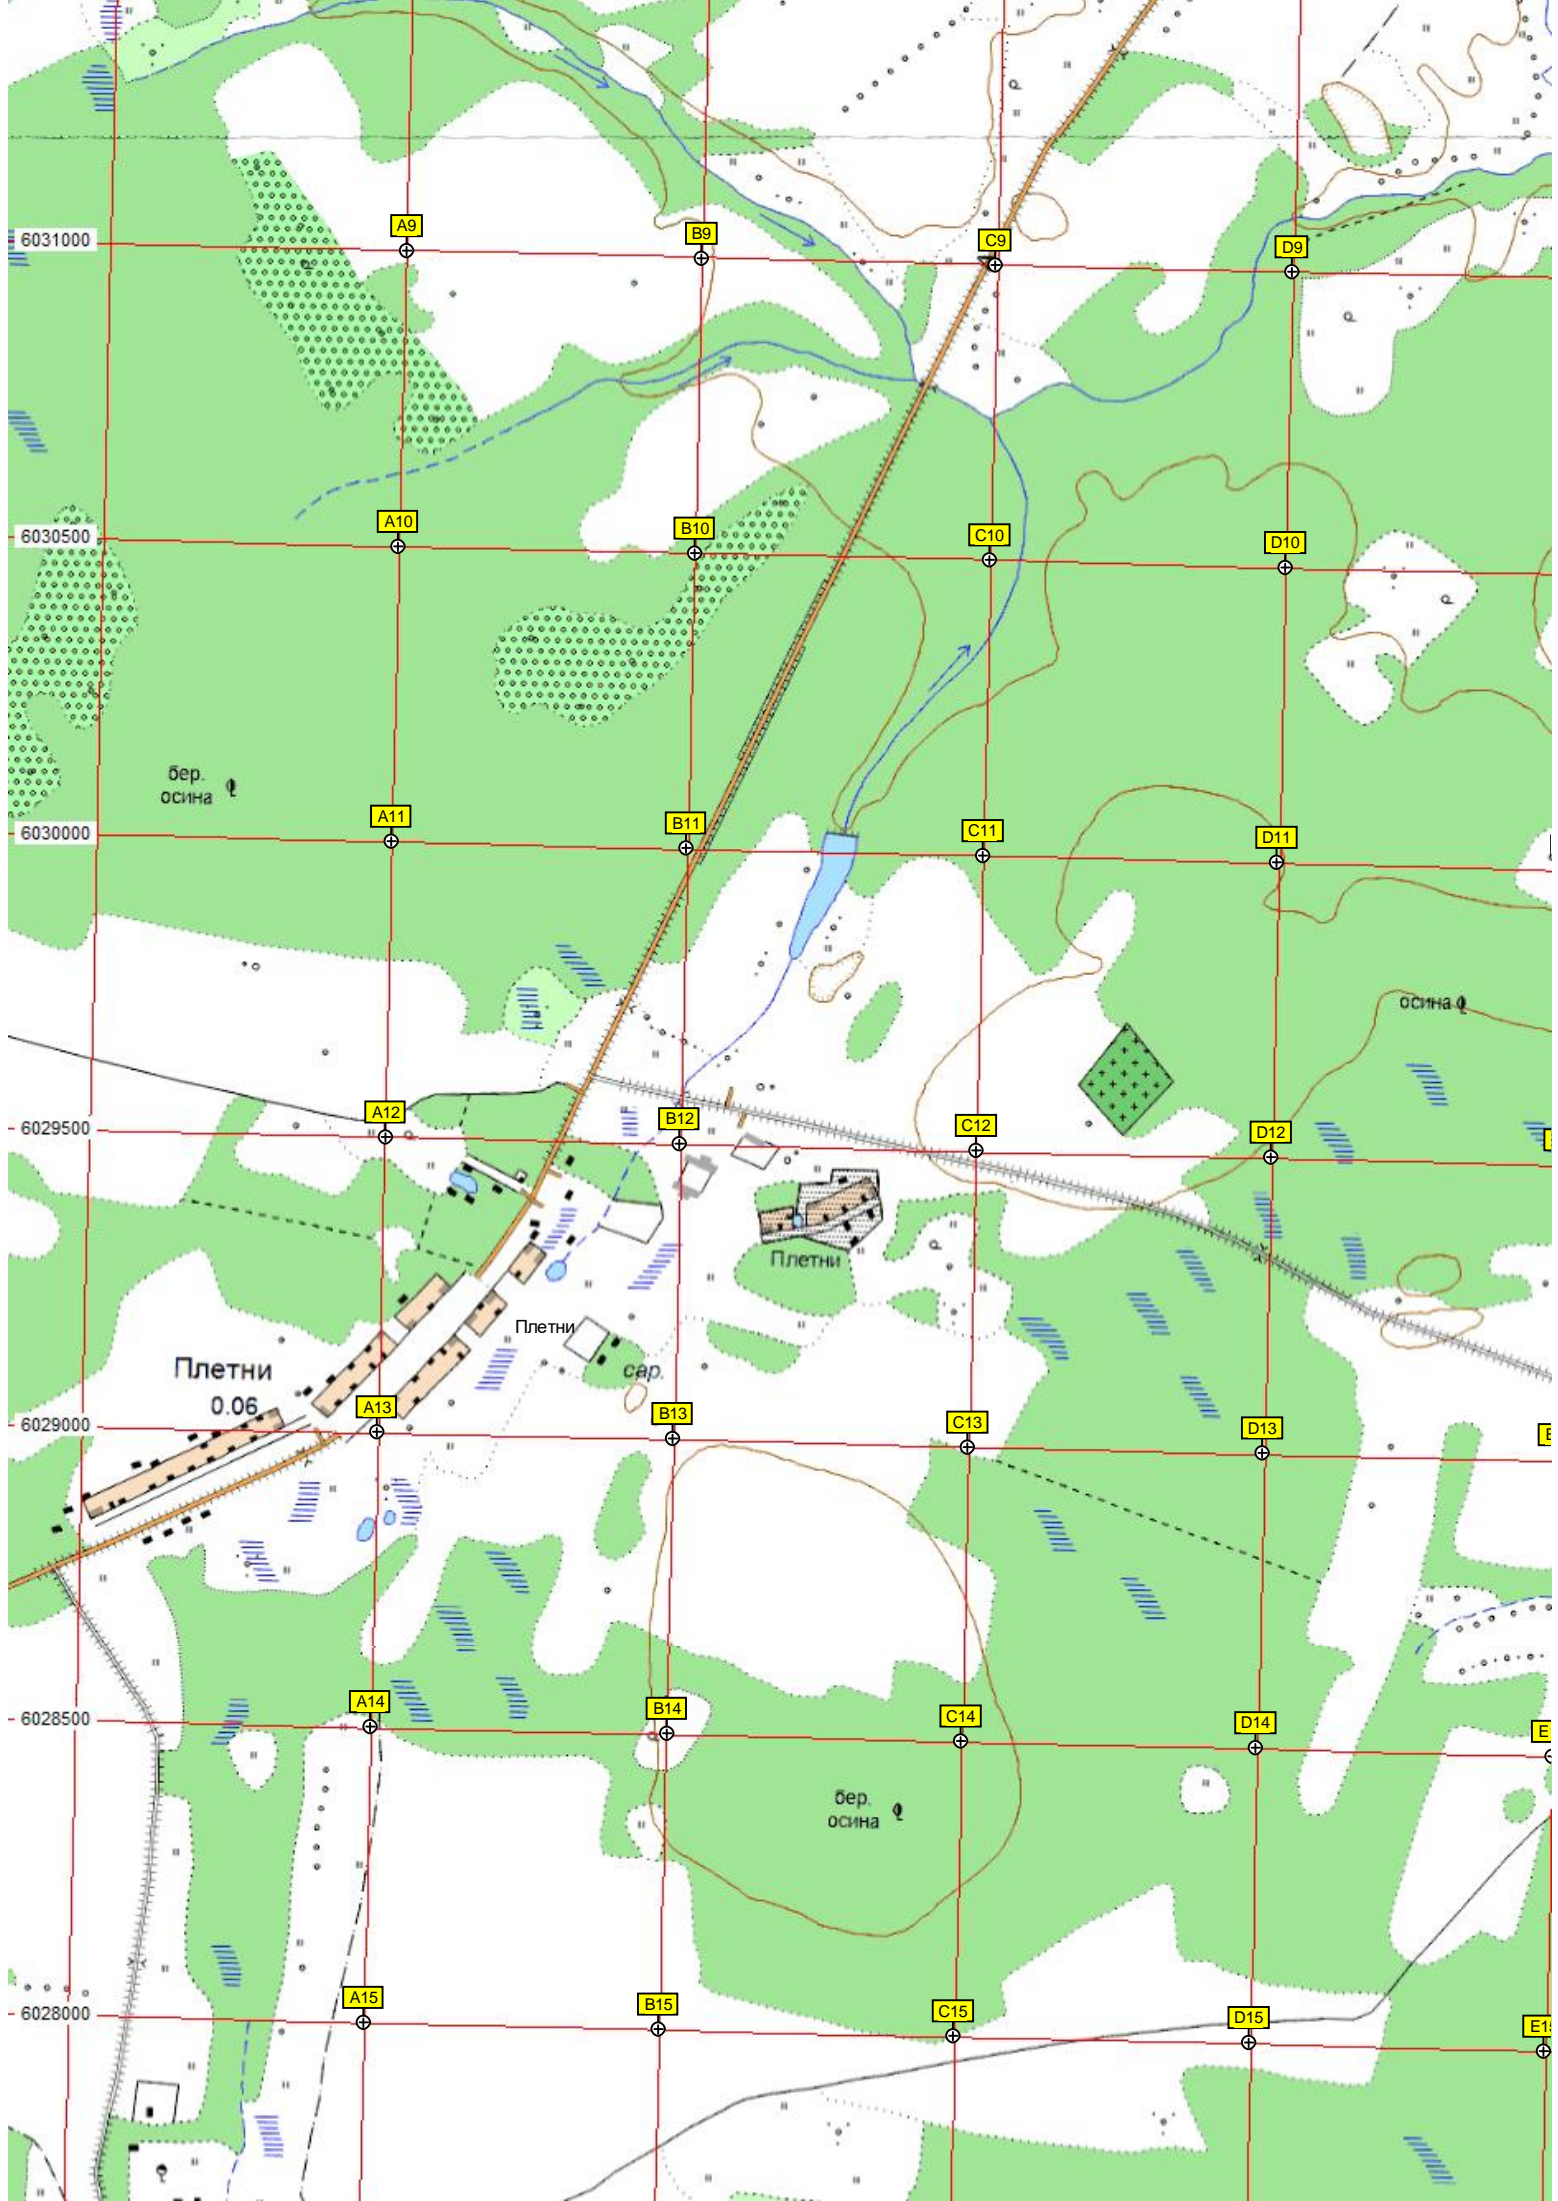 A9
B9
C9
D9
6031000
A10
B10
C10
D10
6030500
бер.
осина
A11
B11
C11
D11
6030000
осина
A12
B12
C12
D12
6029500
Плетни
Плетни
сар.
Плетни
0.06
A13
B13
C13
D13
6029000
A14
B14
C14
D14
6028500
бер.
осина
A15
B15
C15
D15
6028000